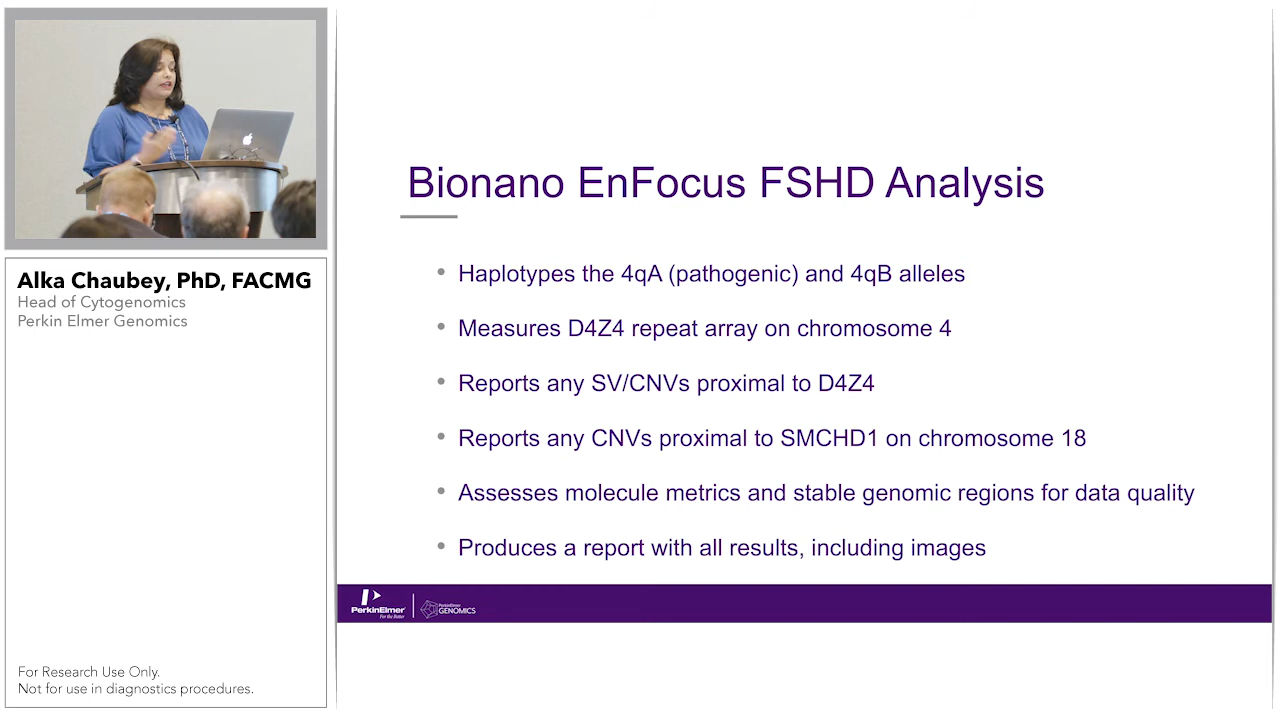 Alka Chaubey, PhD, FACMG
Head of Cytogenomics
Perkin Elmer Genomics
For Research Use Only.
Not for use in diagnostics procedures.
Bionano EnFocus FSHD Analysis
• Haplotypes the 4qA (pathogenic) and 4qB alleles
• Measures D4Z4 repeat array on chromosome 4
• Reports any SV/CNVs proximal to D4Z4
• Reports any CNVs proximal to SMCHD1 on chromosome 18
• Assesses molecule metrics and stable genomic regions for data quality
• Produces a report with all results, including images
PerkinElmer
For the Better
PerkinElmer
GENOMICS